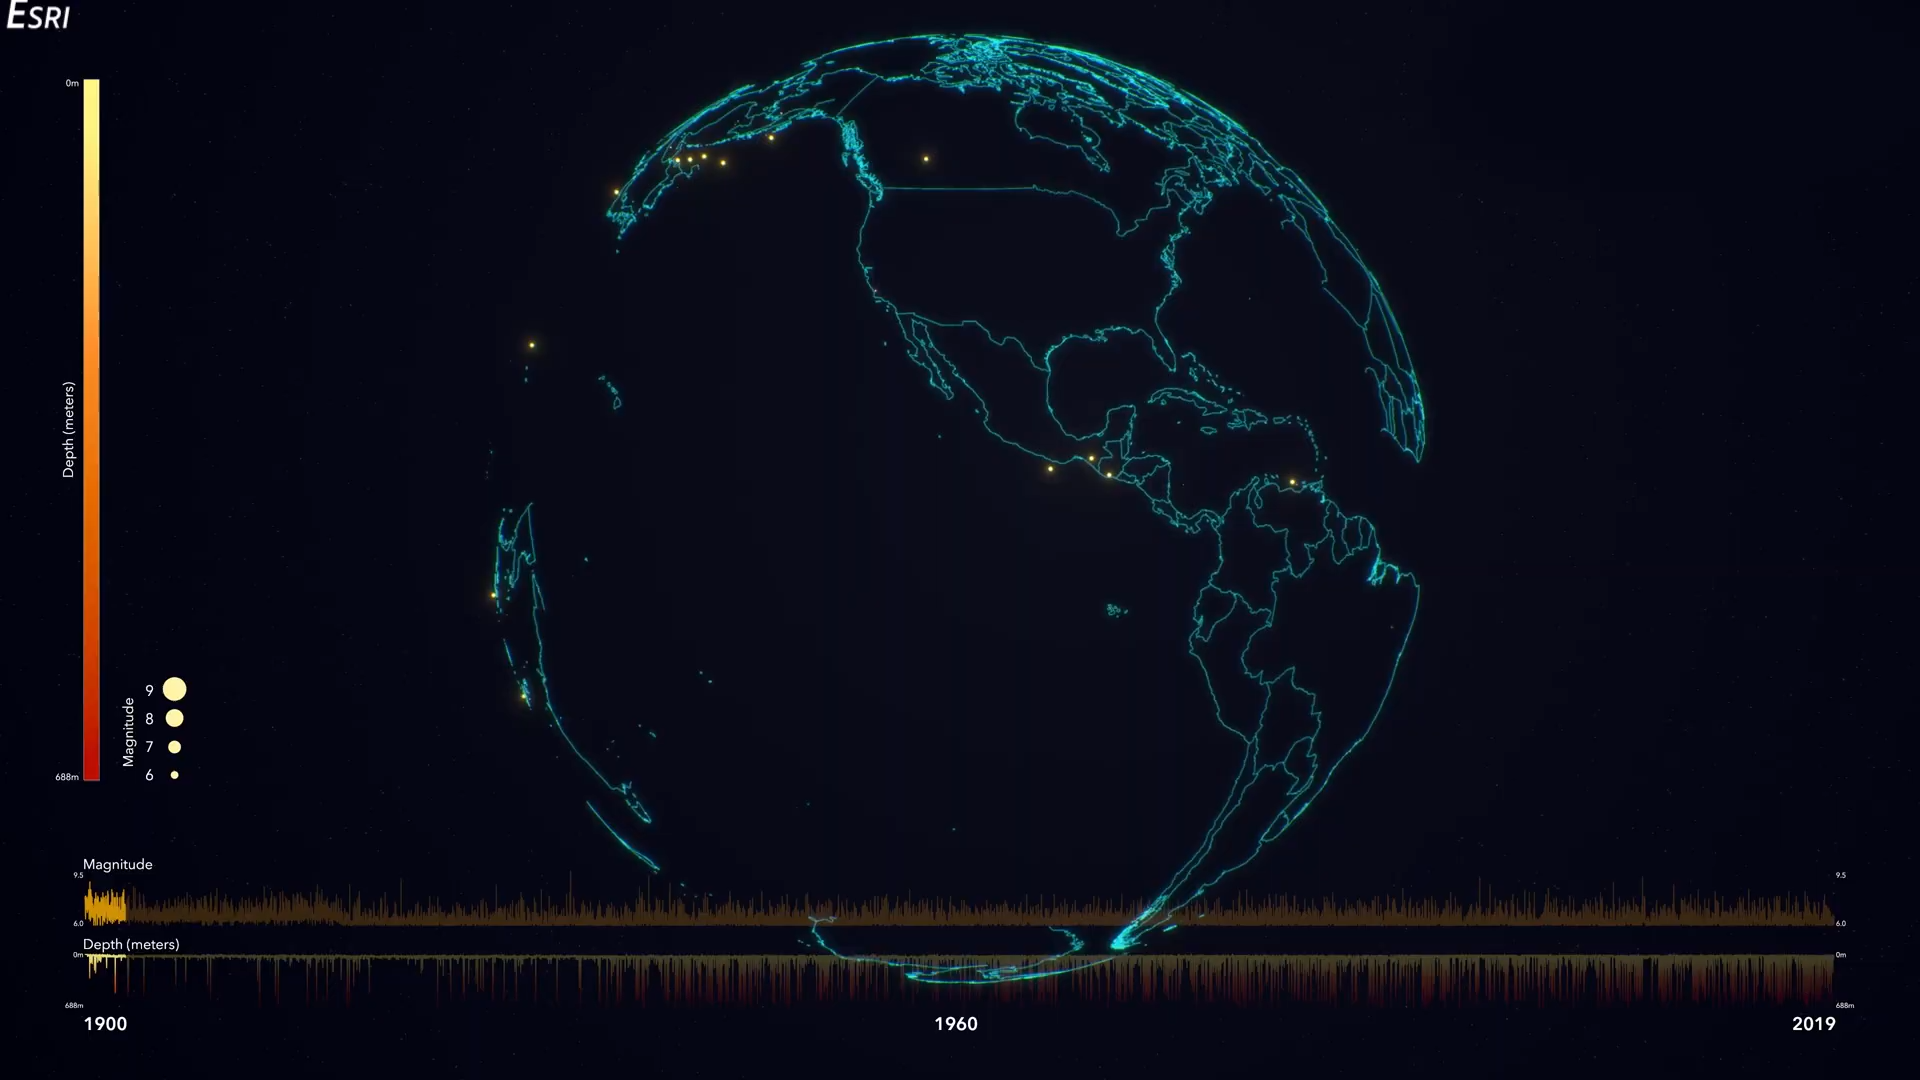 ESRI
0m
Depth (meters)
688m
Magnitude
9
8
7
6
Magnitude
9.5
9.5
6.0
6.0
Depth (meters)
0m
0m
688m
688m
1900
1960
2019